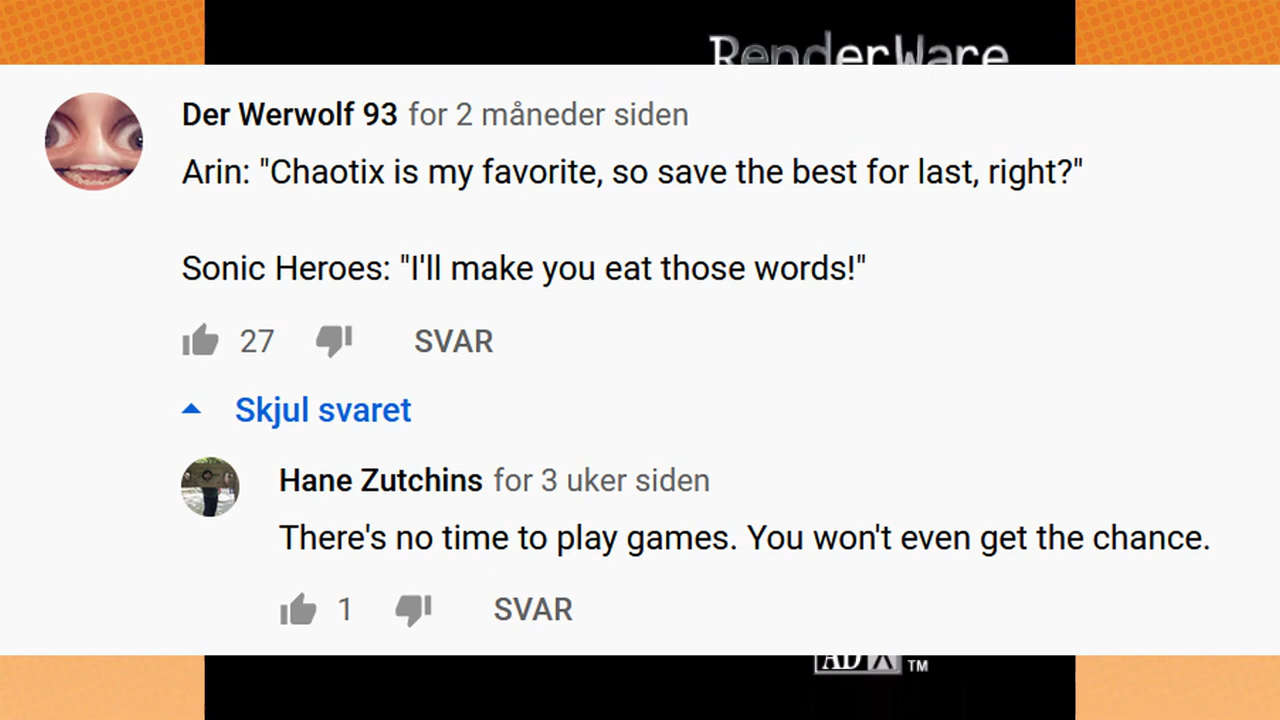 RenderWare
Der Werwolf 93 for 2 måneder siden
Arin: "Chaotix is my favorite, so save the best for last, right?"
Sonic Heroes: "I'll make you eat those words!"
27 SVAR
Skjul svaret
Hane Zutchins for 3 uker siden
There's no time to play games. You won't even get the chance.
1 SVAR
ADX TM